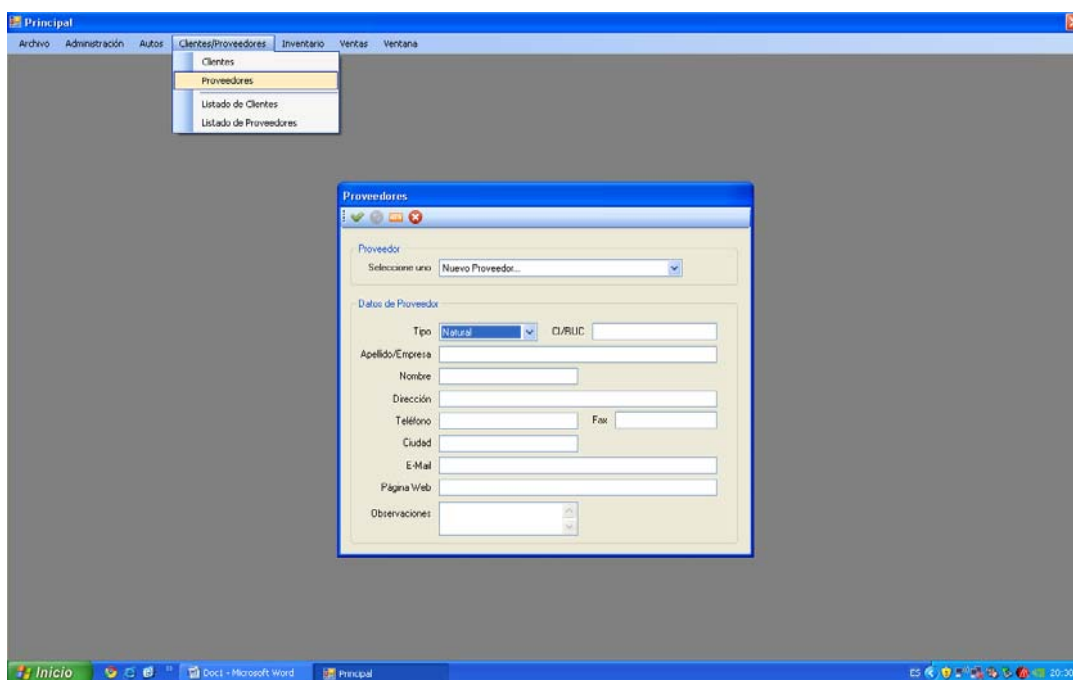 Principal
Archivo Administración Autos Clientes/Proveedores Inventario Ventas Ventana
Clientes
Proveedores
Listado de Clientes
Listado de Proveedores
Proveedores
Proveedor
Seleccione uno Nuevo Proveedor...
Datos de Proveedor
Tipo Natural CI/RUC
Apellido/Empresa
Nombre
Dirección
Teléfono Fax
Ciudad
E-Mail
Página Web
Observaciones
Inicio Doc1 - Microsoft Word Principal ES 20:30